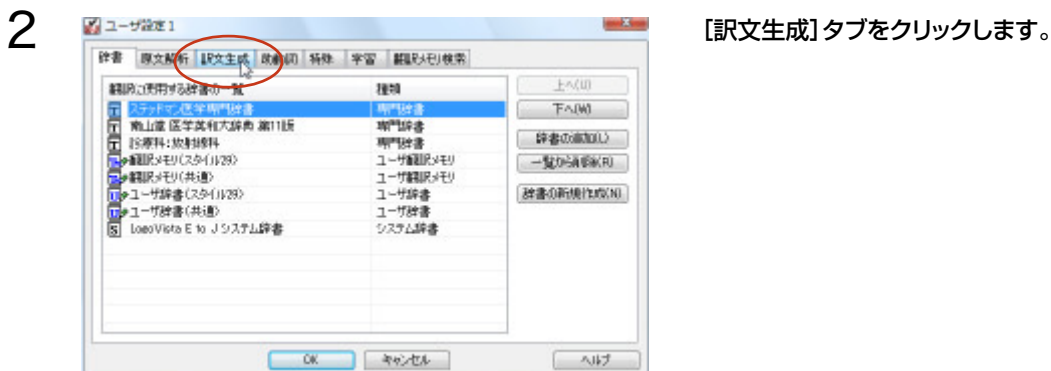 2
[訳文生成]タブをクリックします。
ユーザ設定1
辞書 原文解析 訳文生成 助動詞 特殊 学習 翻訳メモリ検索
翻訳に使用する辞書の一覧 種類
ステッドマン医学専門辞書 専門辞書
南山堂 医学英和大辞典 第11版 専門辞書
診療科:放射線科 専門辞書
翻訳メモリ(スタイル29) ユーザ翻訳メモリ
翻訳メモリ(共通) ユーザ翻訳メモリ
ユーザ辞書(スタイル29) ユーザ辞書
ユーザ辞書(共通) ユーザ辞書
LogoVista E to J システム辞書 システム辞書
上へ(U)
下へ(W)
辞書の追加(L)
一覧から削除(R)
辞書の新規作成(N)
OK キャンセル ヘルプ